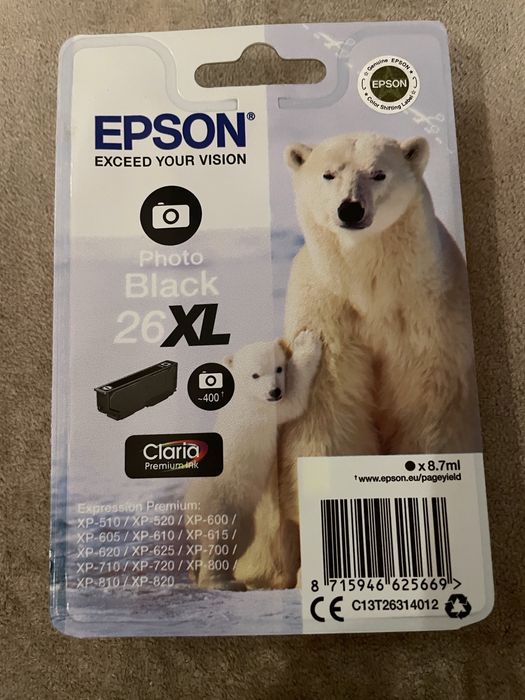 EPSON®
EXCEED YOUR VISION
Genuine EPSON
EPSON
Color Shifting Label
Photo
Black
26XL
~400¹
Claria
Premium Ink
x 8.7ml
¹www.epson.eu/pageyield
Expression Premium:
XP-510 / XP-520 / XP-600 /
XP-605 / XP-610 / XP-615 /
XP-620 / XP-625 / XP-700 /
XP-710 / XP-720 / XP-800 /
XP-810 / XP-820
8 715946 625669 >
CE C13T26314012